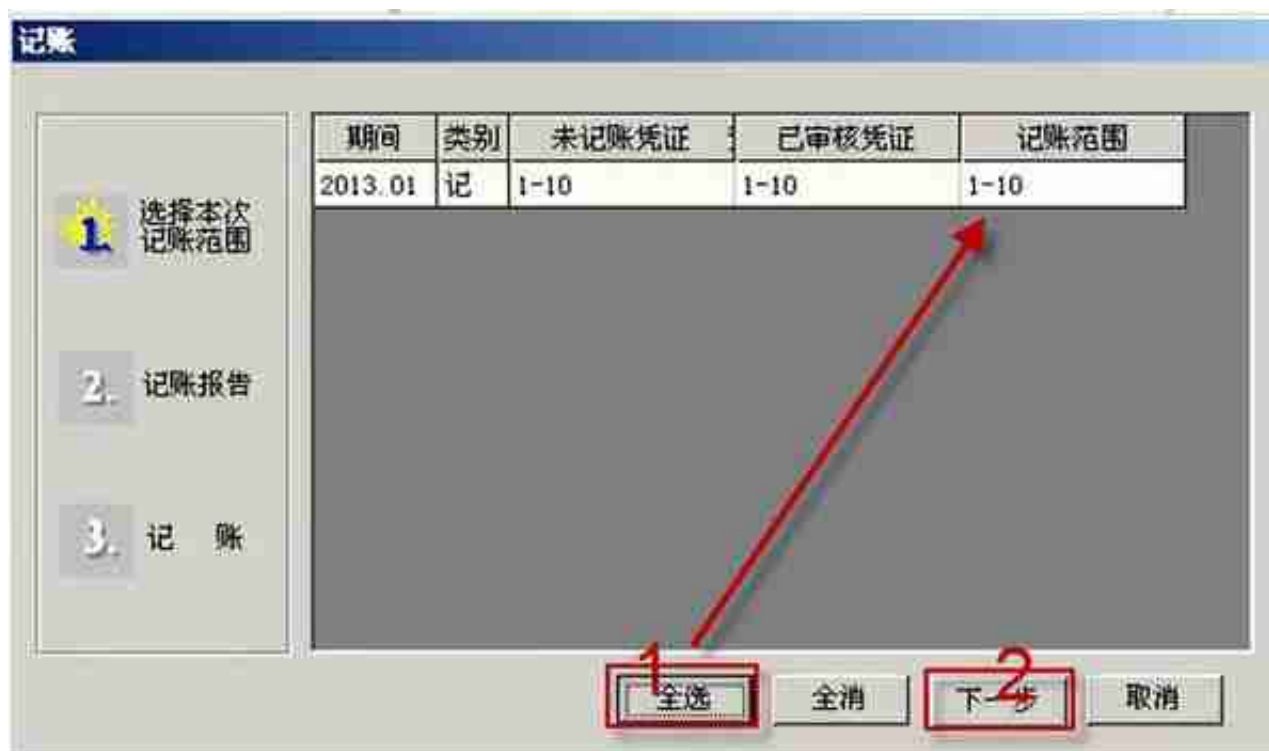 记账
期间 类别 未记账凭证 已审核凭证 记账范围
2013.01 记 1-10 1-10 1-10
1. 选择本次
记账范围
2. 记账报告
3. 记 账
1 2
全选 全消 下一步 取消